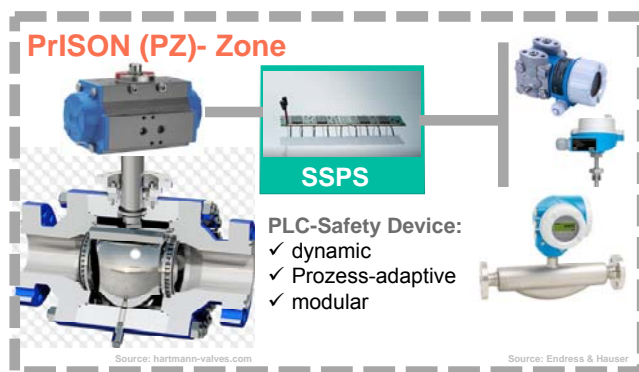 PrISON (PZ)- Zone
SSPS
PLC-Safety Device:
✓ dynamic
✓ Prozess-adaptive
✓ modular
Source: hartmann-valves.com
Source: Endress & Hauser